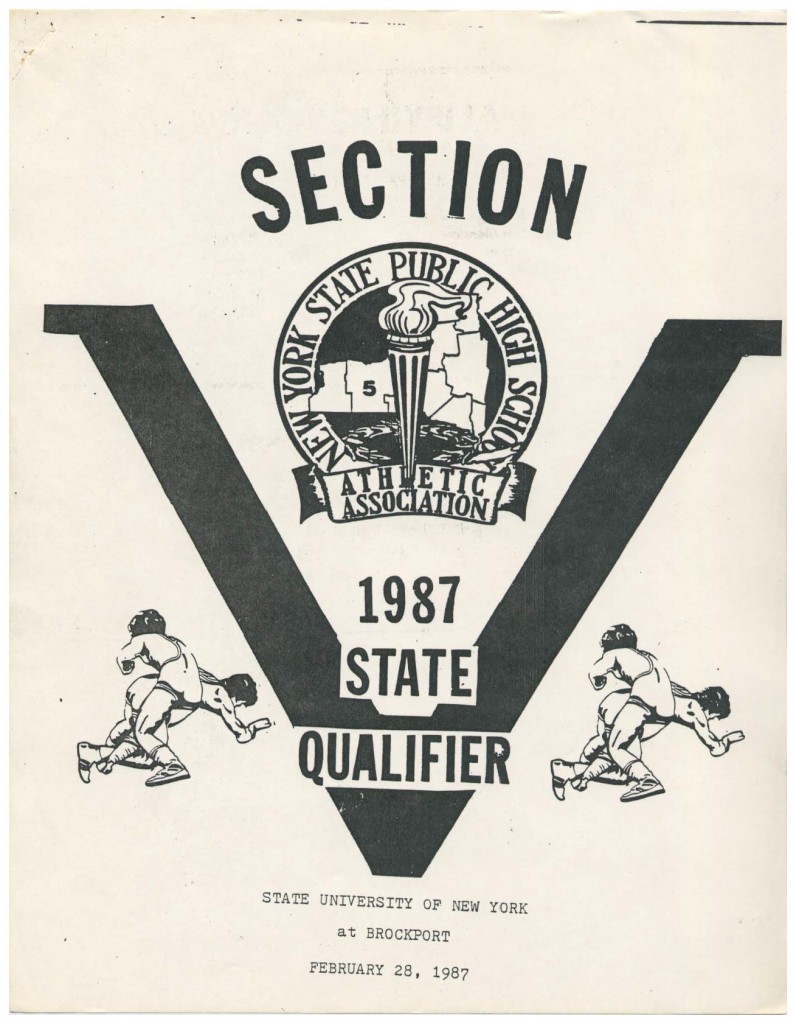 SECTION
V
NEW YORK STATE PUBLIC HIGH SCHOOL
5
ATHLETIC
ASSOCIATION
1987
STATE
QUALIFIER
STATE UNIVERSITY OF NEW YORK
at BROCKPORT
FEBRUARY 28, 1987